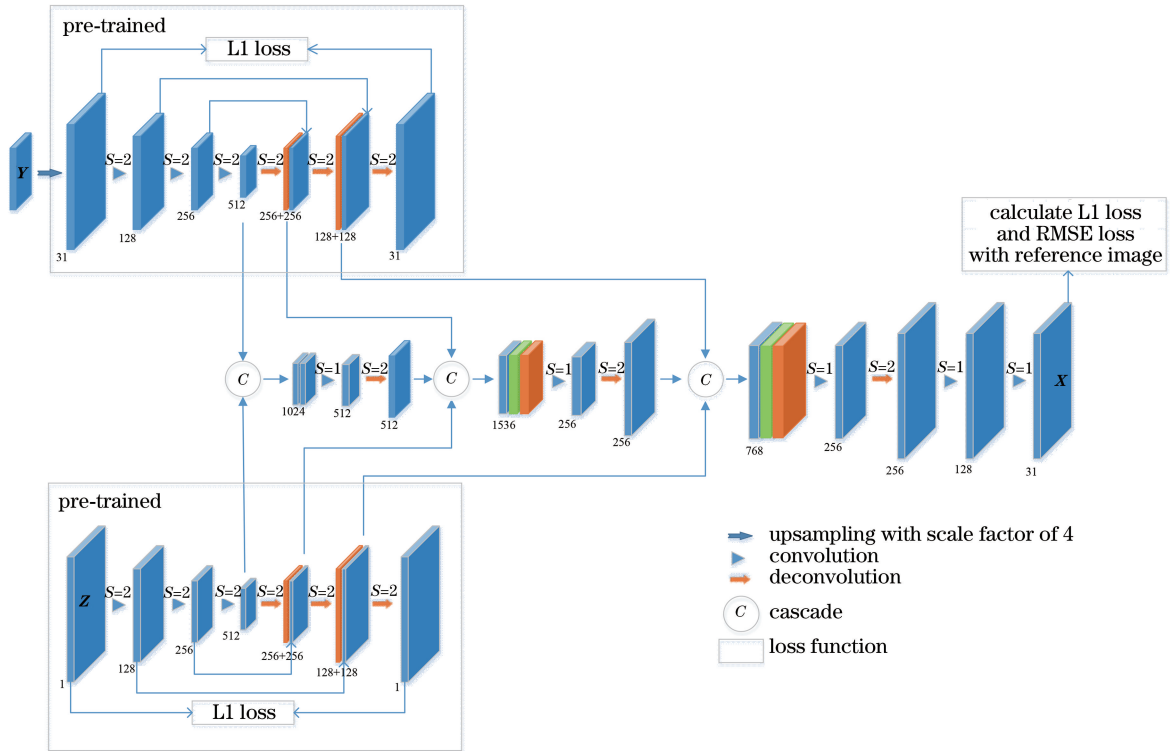 pre-trained
L1 loss
Y
S=2
S=2
S=2
S=2
S=2
S=2
31
128
256
512
256+256
128+128
31
calculate L1 loss
and RMSE loss
with reference image
C
S=1
S=2
1024
512
512
C
S=1
S=2
1536
256
256
C
S=1
S=2
S=1
S=1
X
768
256
256
128
31
pre-trained
Z
S=2
S=2
S=2
S=2
S=2
S=2
1
128
256
512
256+256
128+128
1
L1 loss
upsampling with scale factor of 4
convolution
deconvolution
C cascade
loss function